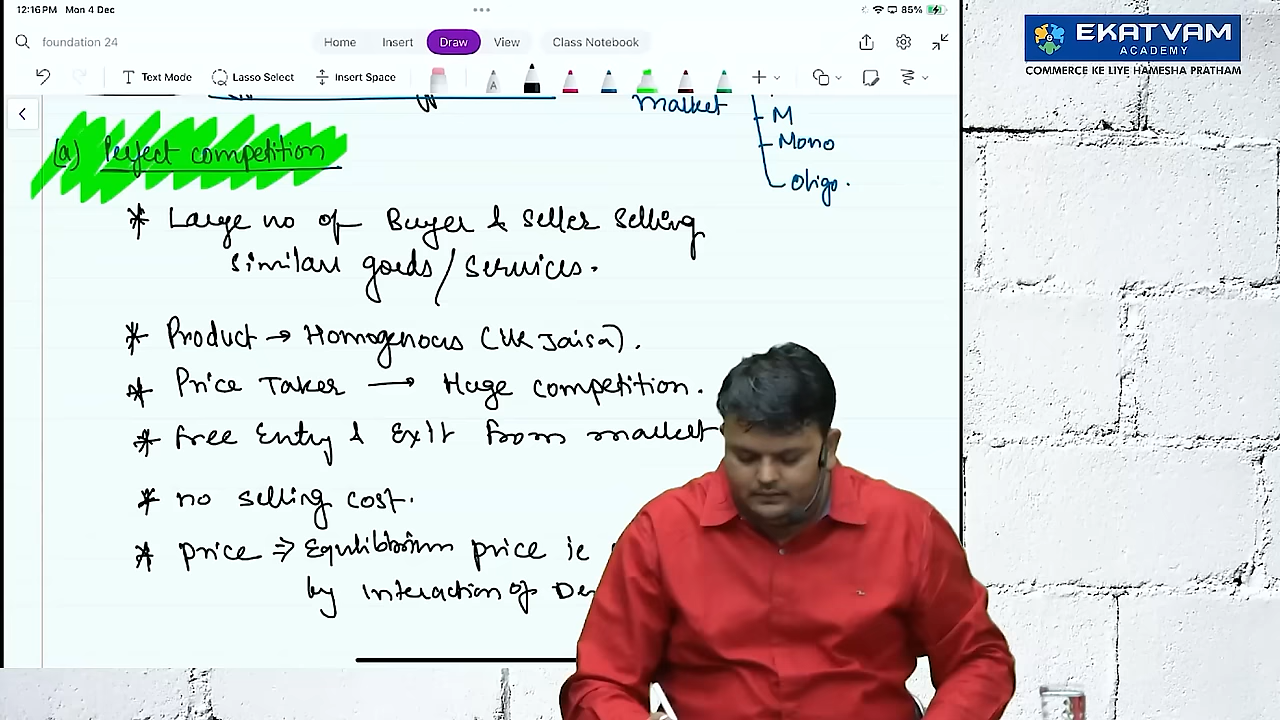 12:16 PM Mon 4 Dec
85%
foundation 24
Home Insert Draw View Class Notebook
Text Mode Lasso Select Insert Space
EKATVAM
ACADEMY
COMMERCE KE LIYE HAMESHA PRATHAM
market
M
Mono
Oligo.
(a) Perfect competition
* Large no of Buyer & seller selling
similar goods/services.
* Product → Homogenous (Uk Jaisa).
* Price Taker → Huge competition.
* free Entry & Exit from market
* no selling cost.
* price ⇒ Equilibrium price ie
by Interaction of De